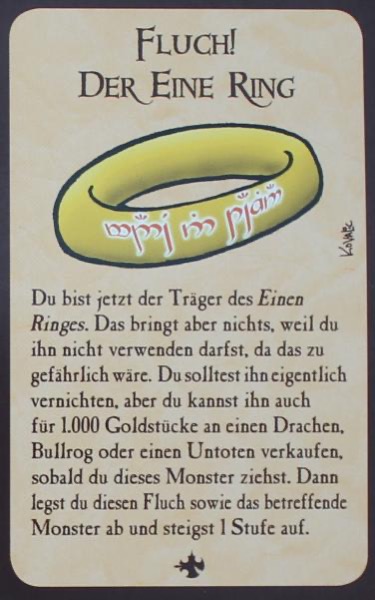 Fluch!
Der Eine Ring
Kovalic
Du bist jetzt der Träger des Einen
Ringes. Das bringt aber nichts, weil du
ihn nicht verwenden darfst, da das zu
gefährlich wäre. Du solltest ihn eigentlich
vernichten, aber du kannst ihn auch
für 1.000 Goldstücke an einen Drachen,
Bullrog oder einen Untoten verkaufen,
sobald du dieses Monster ziehst. Dann
legst du diesen Fluch sowie das betreffende
Monster ab und steigst 1 Stufe auf.